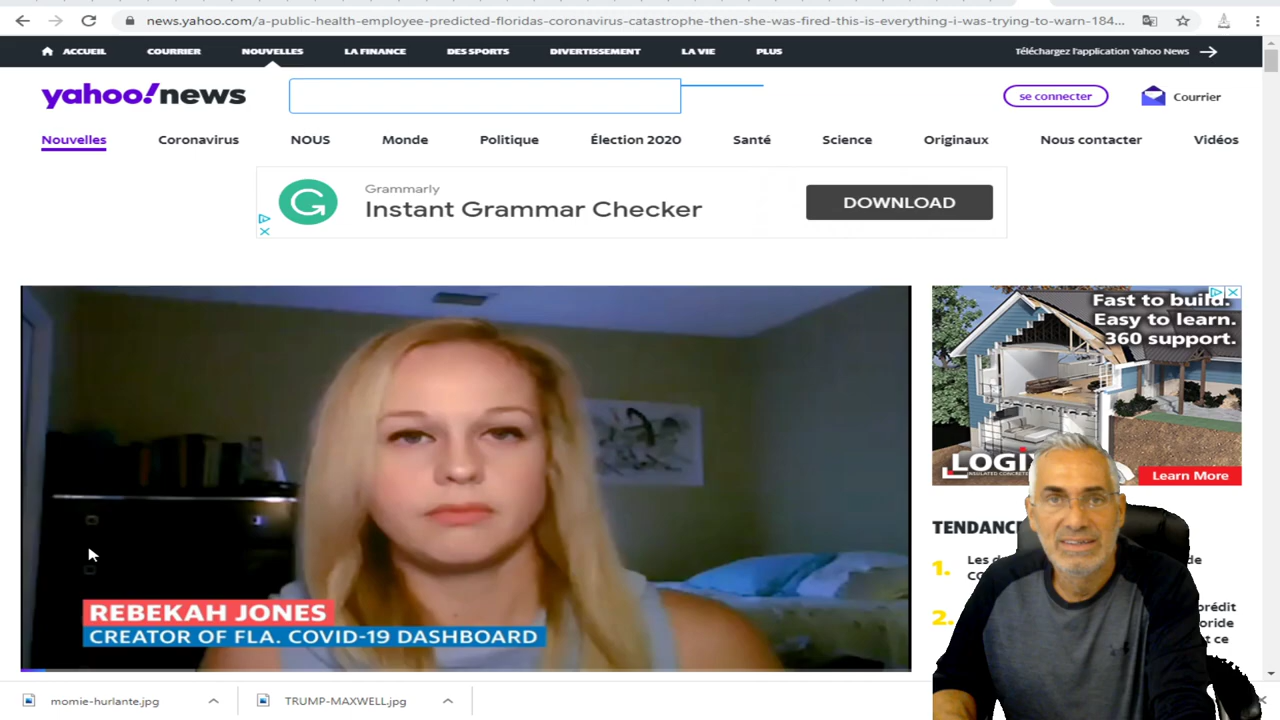 news.yahoo.com/a-public-health-employee-predicted-floridas-coronavirus-catastrophe-then-she-was-fired-this-is-everything-i-was-trying-to-warn-184...
ACCUEIL COURRIER NOUVELLES LA FINANCE DES SPORTS DIVERTISSEMENT LA VIE PLUS Téléchargez l'application Yahoo News
yahoo!news
se connecter
Courrier
Nouvelles Coronavirus NOUS Monde Politique Élection 2020 Santé Science Originaux Nous contacter Vidéos
Grammarly
Instant Grammar Checker
DOWNLOAD
Fast to build.
Easy to learn.
360 support.
Learn More
REBEKAH JONES
CREATOR OF FLA. COVID-19 DASHBOARD
1. Les
2.
momie-hurlante.jpg
TRUMP-MAXWELL.jpg